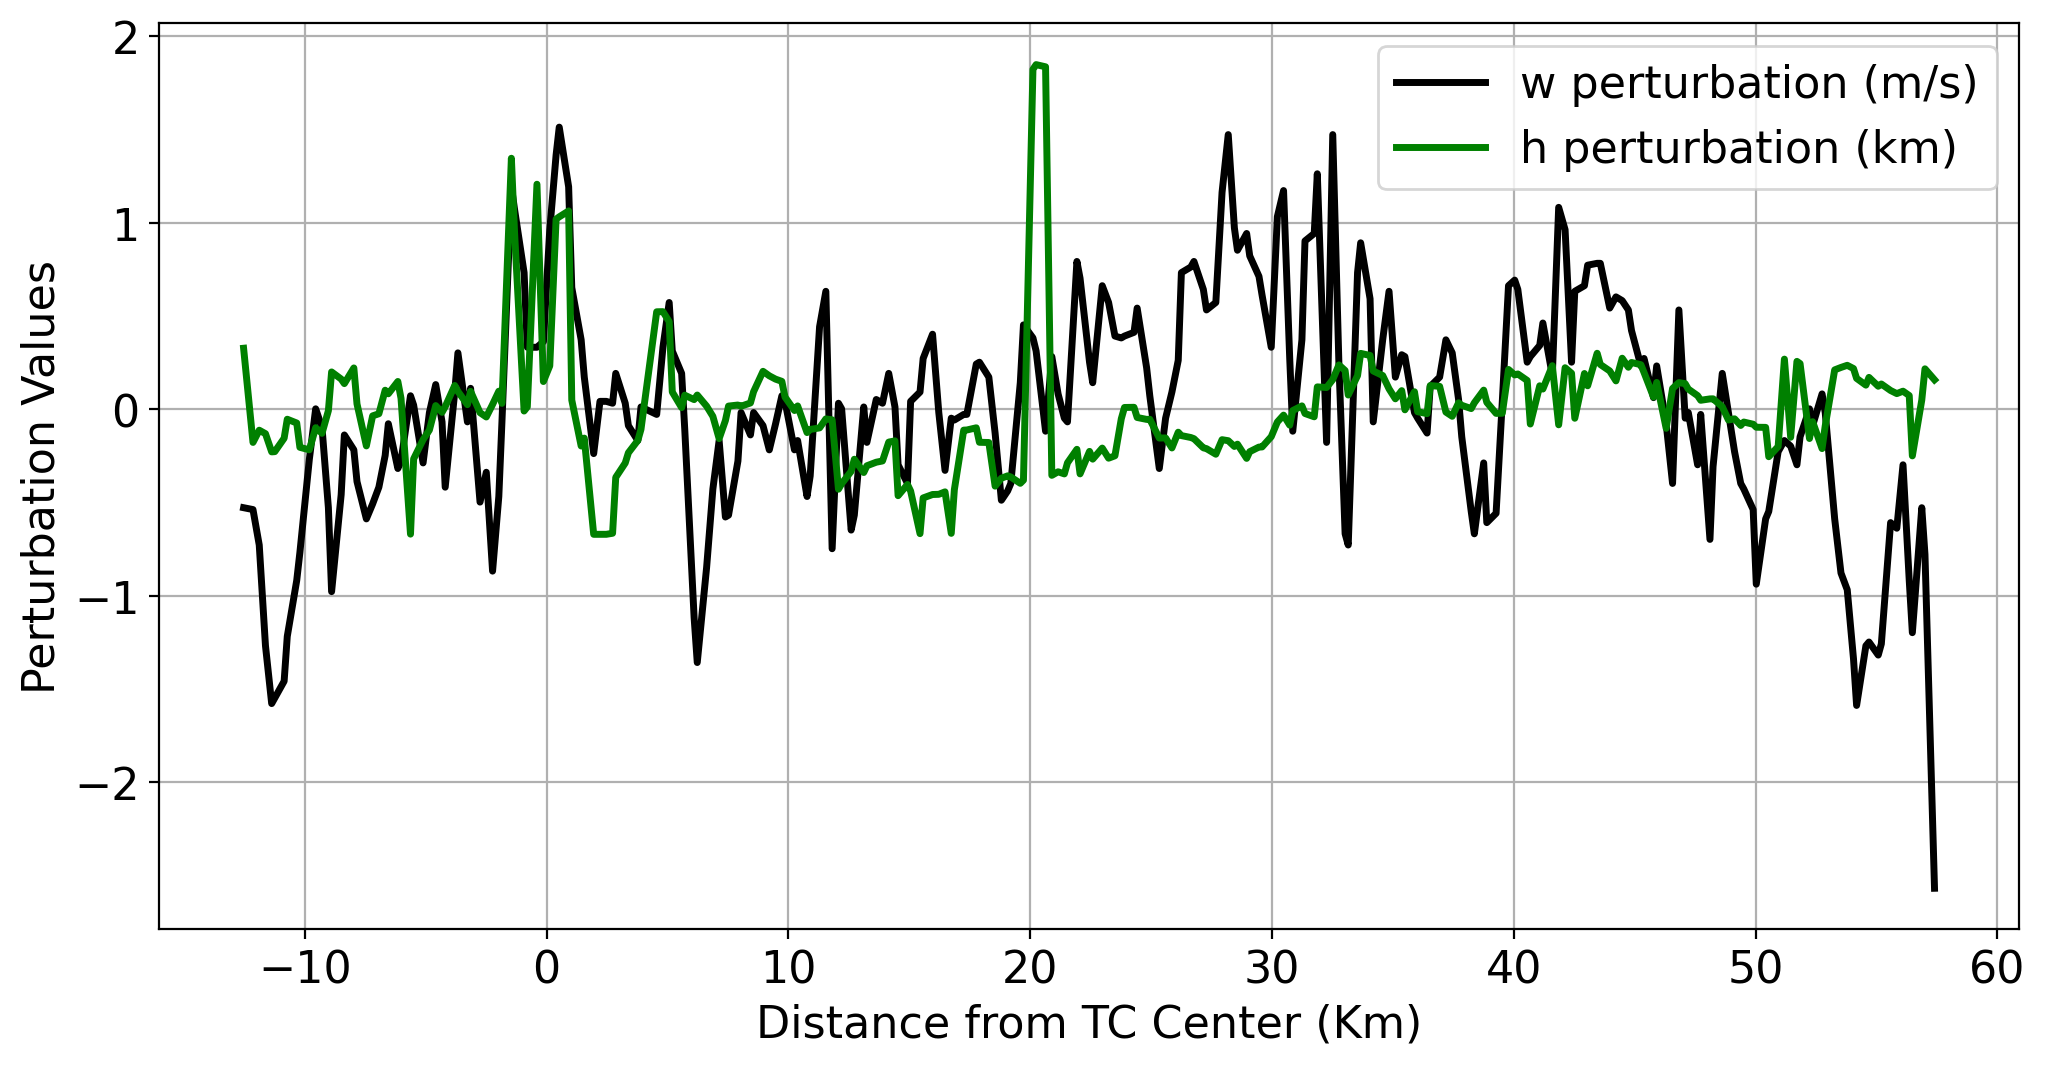 w perturbation (m/s)
h perturbation (km)
Perturbation Values
2
1
0
−1
−2
−10 0 10 20 30 40 50 60
Distance from TC Center (Km)